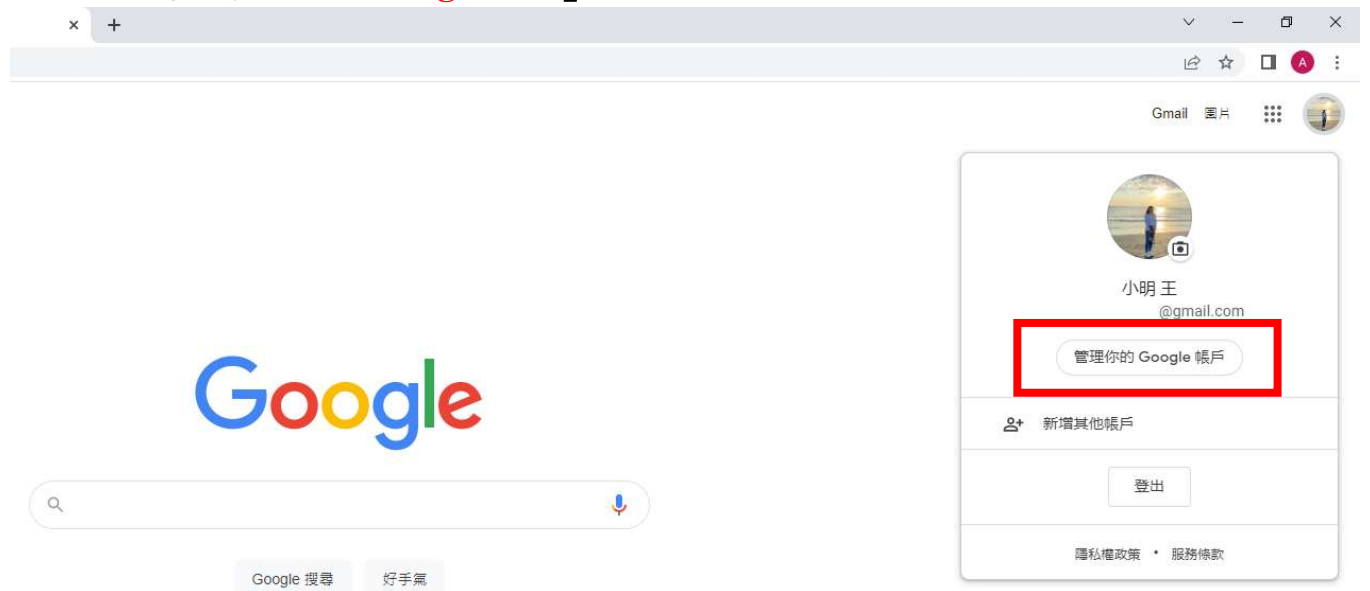 A
Gmail 圖片
小明 王
@gmail.com
管理你的 Google 帳戶
Google
新增其他帳戶
登出
隱私權政策 • 服務條款
Google 搜尋 好手氣